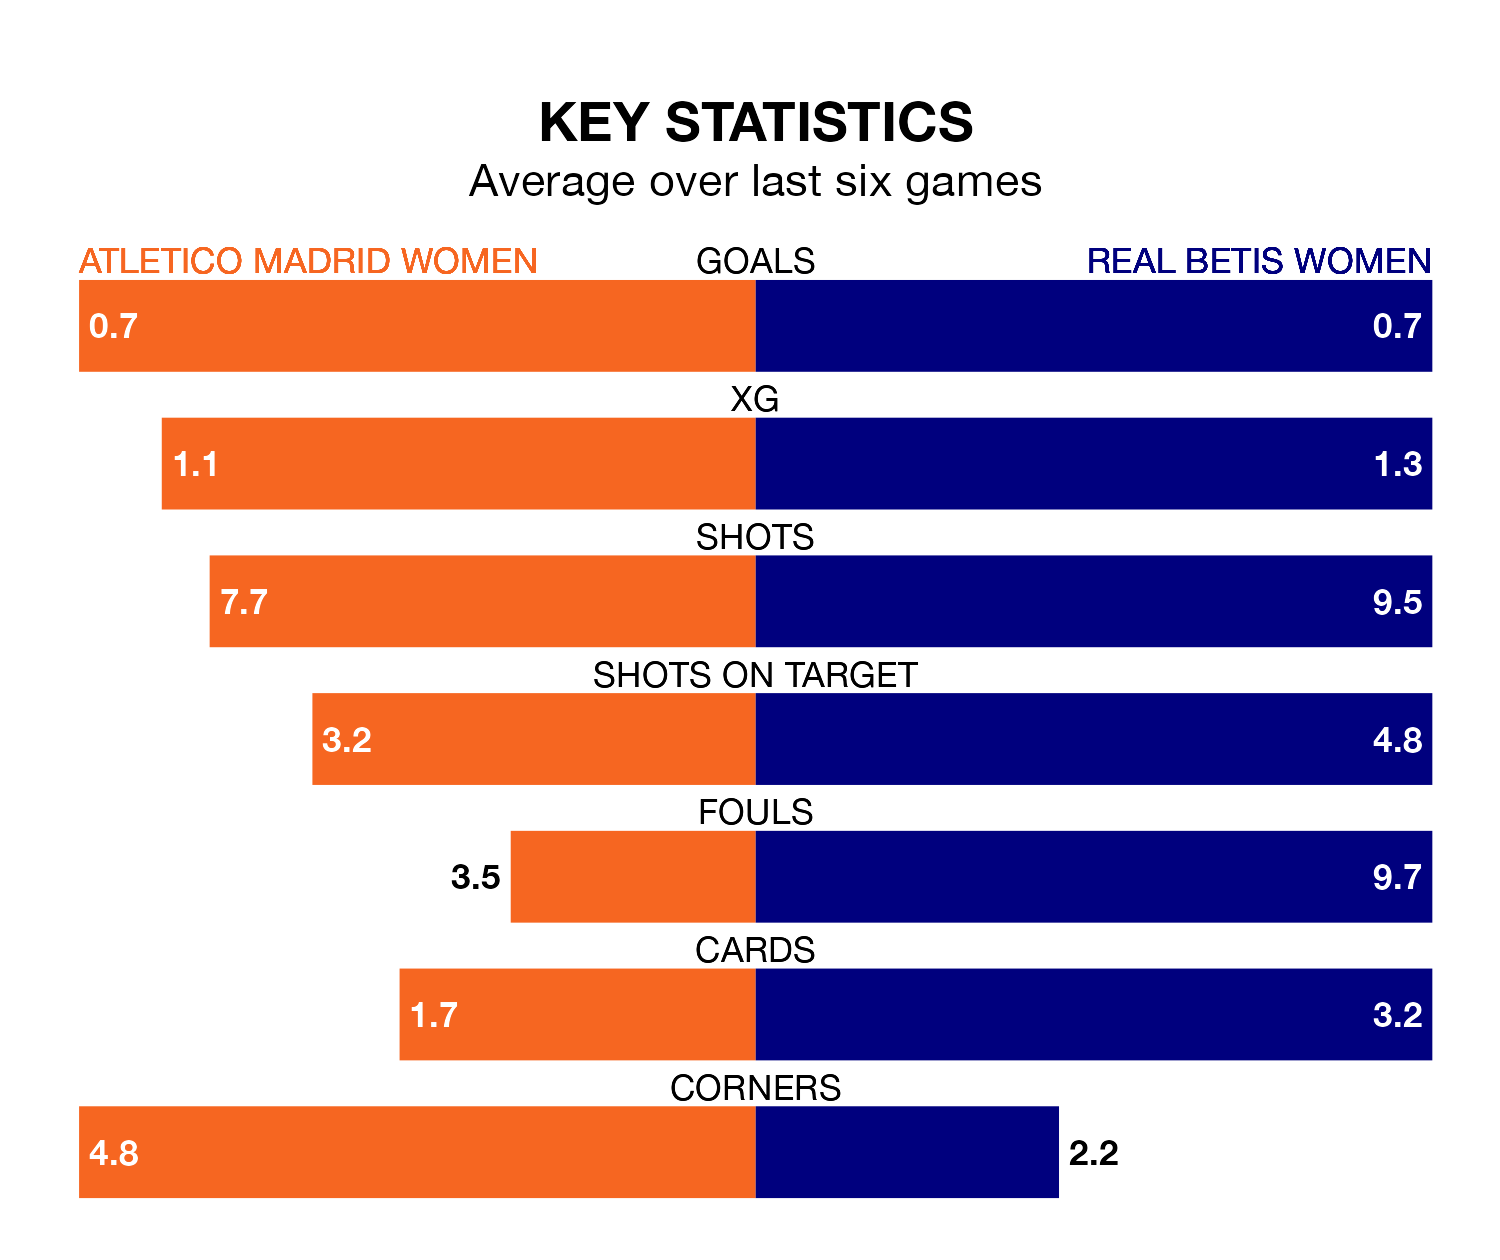 KEY STATISTICS
Average over last six games
ATLETICO MADRID WOMEN GOALS REAL BETIS WOMEN
0.7 0.7
XG
1.1 1.3
SHOTS
7.7 9.5
SHOTS ON TARGET
3.2 4.8
FOULS
3.5 9.7
CARDS
1.7 3.2
CORNERS
4.8 2.2